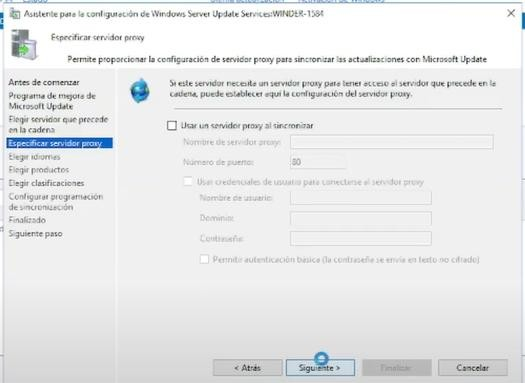 Asistente para la configuración de Windows Server Update Services:WINDER-1584
Especificar servidor proxy
Permite proporcionar la configuración de servidor proxy para sincronizar las actualizaciones con Microsoft Update
Antes de comenzar
Programa de mejora de
Microsoft Update
Elegir servidor que precede
en la cadena
Especificar servidor proxy
Elegir idiomas
Elegir productos
Elegir clasificaciones
Configurar programación
de sincronización
Finalizado
Siguiente paso
Si este servidor necesita un servidor proxy para tener acceso al servidor que precede en la
cadena, puede establecer aquí la configuración del servidor proxy.
Usar un servidor proxy al sincronizar
Nombre de servidor proxy:
Número de puerto:
80
Usar credenciales de usuario para conectarse al servidor proxy
Nombre de usuario:
Dominio:
Contraseña:
Permitir autenticación básica (la contraseña se envía en texto no cifrado)
< Atrás
Siguiente >
Finalizar
Cancelar